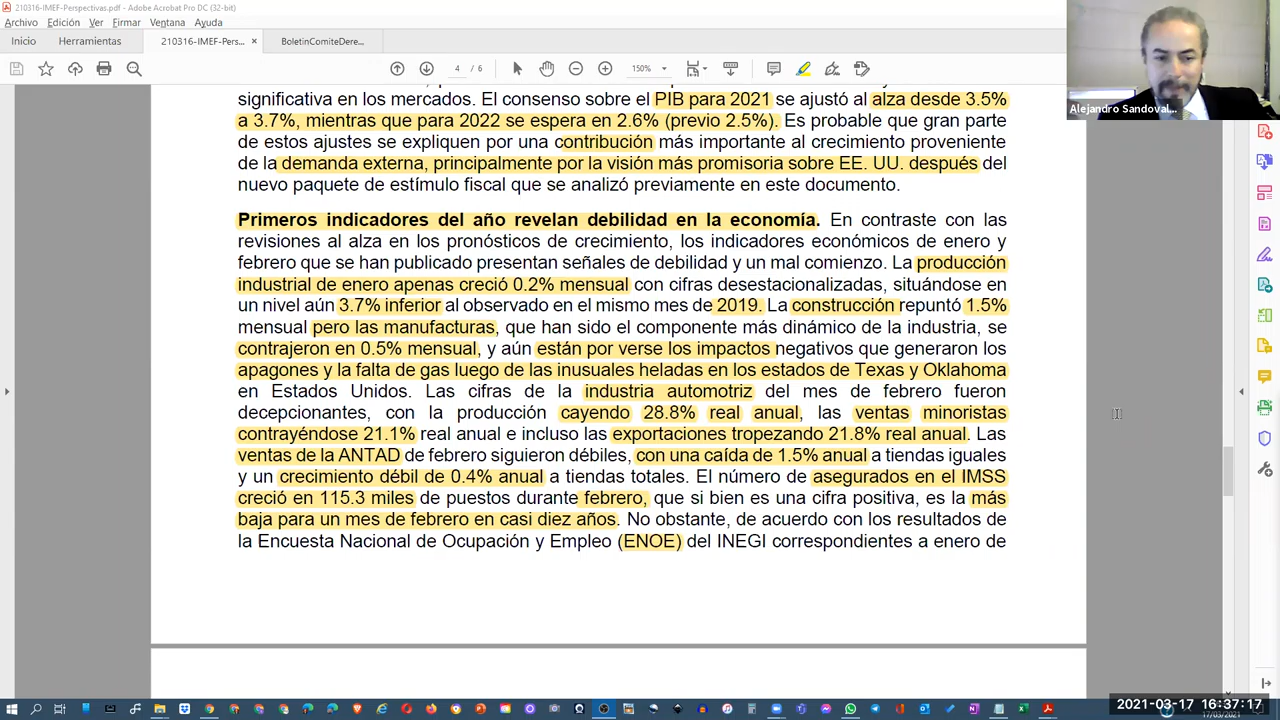 210316-IMEF-Perspectivas.pdf - Adobe Acrobat Pro DC (32-bit)
Archivo Edición Ver Firmar Ventana Ayuda
Inicio Herramientas 210316-IMEF-Pers... × BoletinComiteDere...
4 / 6 150%
Alejandro Sandoval...
significativa en los mercados. El consenso sobre el PIB para 2021 se ajustó al alza desde 3.5%
a 3.7%, mientras que para 2022 se espera en 2.6% (previo 2.5%). Es probable que gran parte
de estos ajustes se expliquen por una contribución más importante al crecimiento proveniente
de la demanda externa, principalmente por la visión más promisoria sobre EE. UU. después del
nuevo paquete de estímulo fiscal que se analizó previamente en este documento.
Primeros indicadores del año revelan debilidad en la economía. En contraste con las
revisiones al alza en los pronósticos de crecimiento, los indicadores económicos de enero y
febrero que se han publicado presentan señales de debilidad y un mal comienzo. La producción
industrial de enero apenas creció 0.2% mensual con cifras desestacionalizadas, situándose en
un nivel aún 3.7% inferior al observado en el mismo mes de 2019. La construcción repuntó 1.5%
mensual pero las manufacturas, que han sido el componente más dinámico de la industria, se
contrajeron en 0.5% mensual, y aún están por verse los impactos negativos que generaron los
apagones y la falta de gas luego de las inusuales heladas en los estados de Texas y Oklahoma
en Estados Unidos. Las cifras de la industria automotriz del mes de febrero fueron
decepcionantes, con la producción cayendo 28.8% real anual, las ventas minoristas
contrayéndose 21.1% real anual e incluso las exportaciones tropezando 21.8% real anual. Las
ventas de la ANTAD de febrero siguieron débiles, con una caída de 1.5% anual a tiendas iguales
y un crecimiento débil de 0.4% anual a tiendas totales. El número de asegurados en el IMSS
creció en 115.3 miles de puestos durante febrero, que si bien es una cifra positiva, es la más
baja para un mes de febrero en casi diez años. No obstante, de acuerdo con los resultados de
la Encuesta Nacional de Ocupación y Empleo (ENOE) del INEGI correspondientes a enero de
2021-03-17 16:37:17
17/03/2021